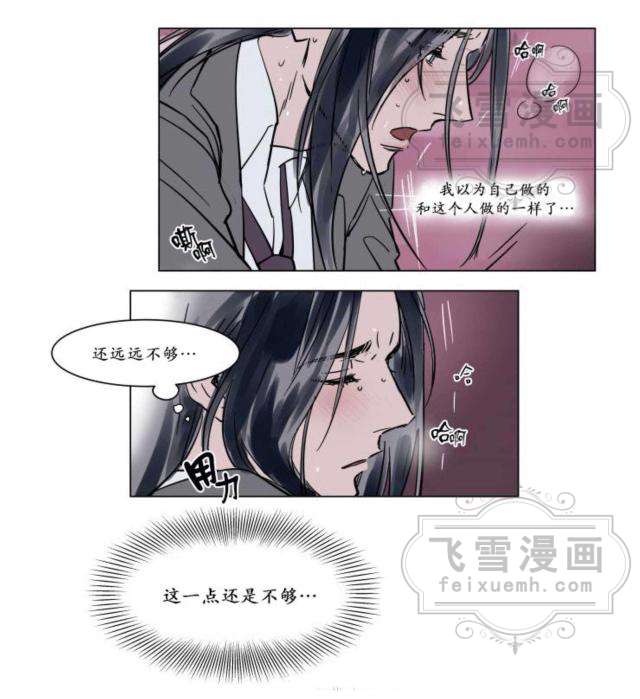 哈啊
哈
啊
飞雪漫画
feixuemh.com
我以为自己做的
和这个人做的一样了…
嘶
啊
还远远不够…
哈啊
用力
飞雪漫画
feixuemh.com
这一点还是不够…